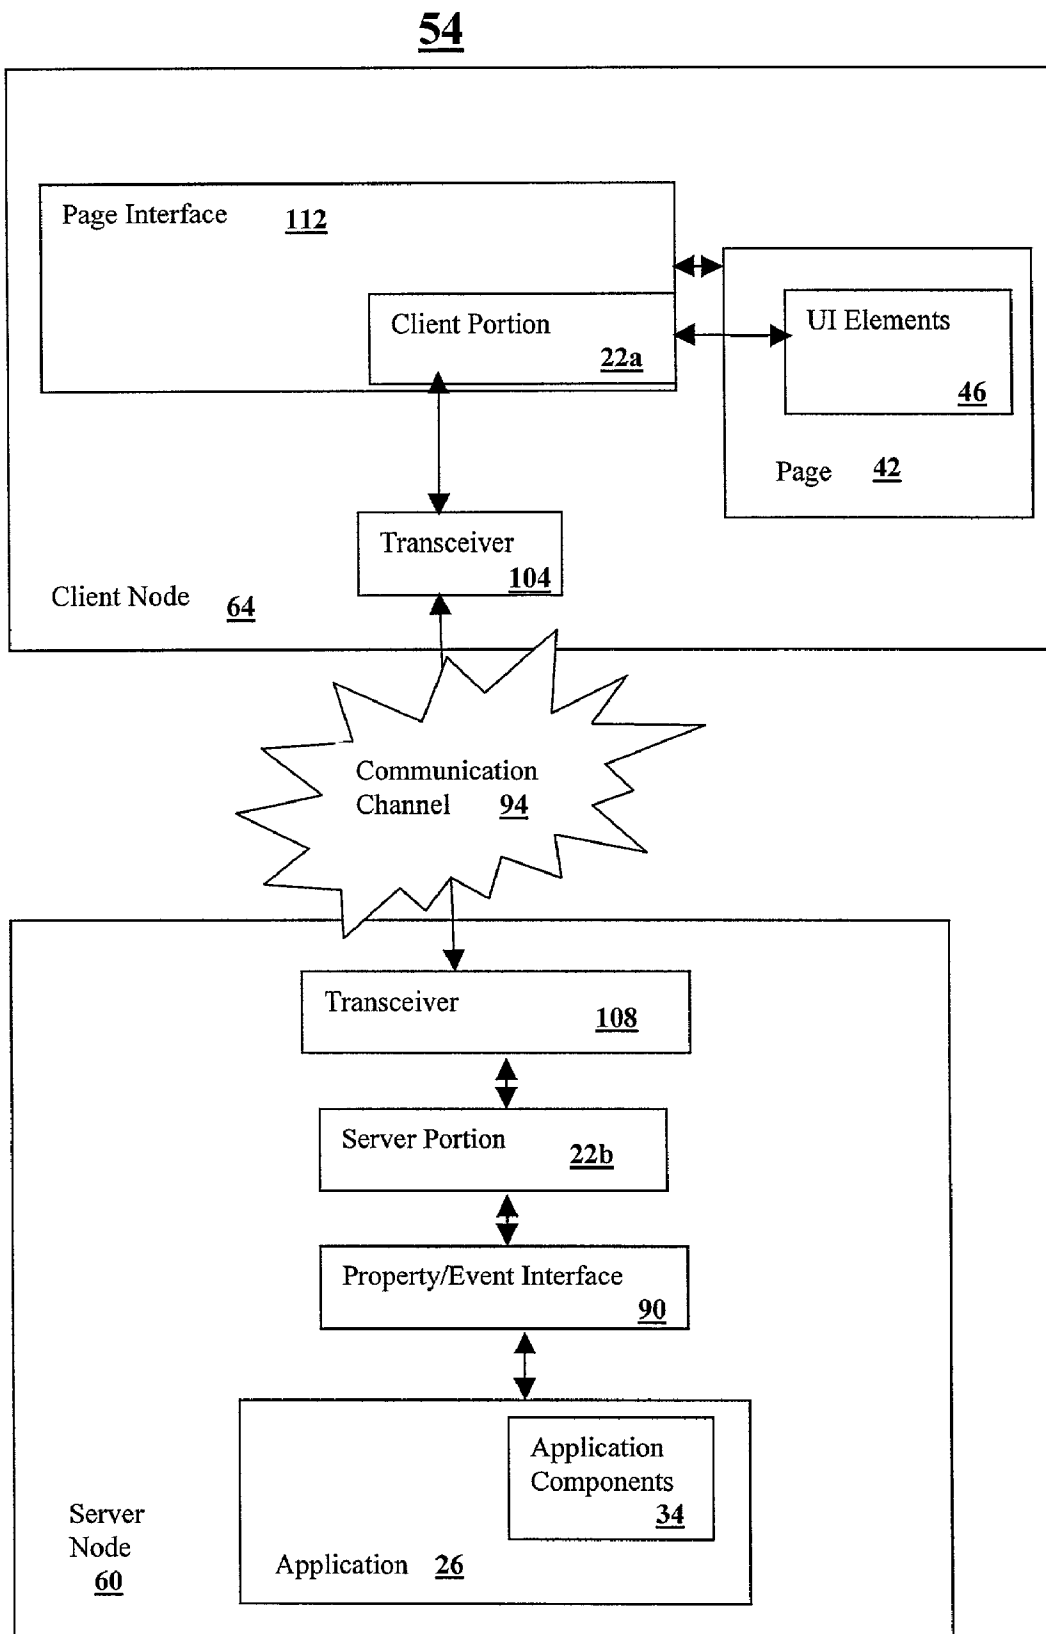 54
Page Interface 112
Client Portion
22a
UI Elements
46
Page 42
Transceiver
104
Client Node 64
Communication
Channel 94
Transceiver
108
Server Portion
22b
Property/Event Interface
90
Application
Components
34
Application 26
Server
Node
60